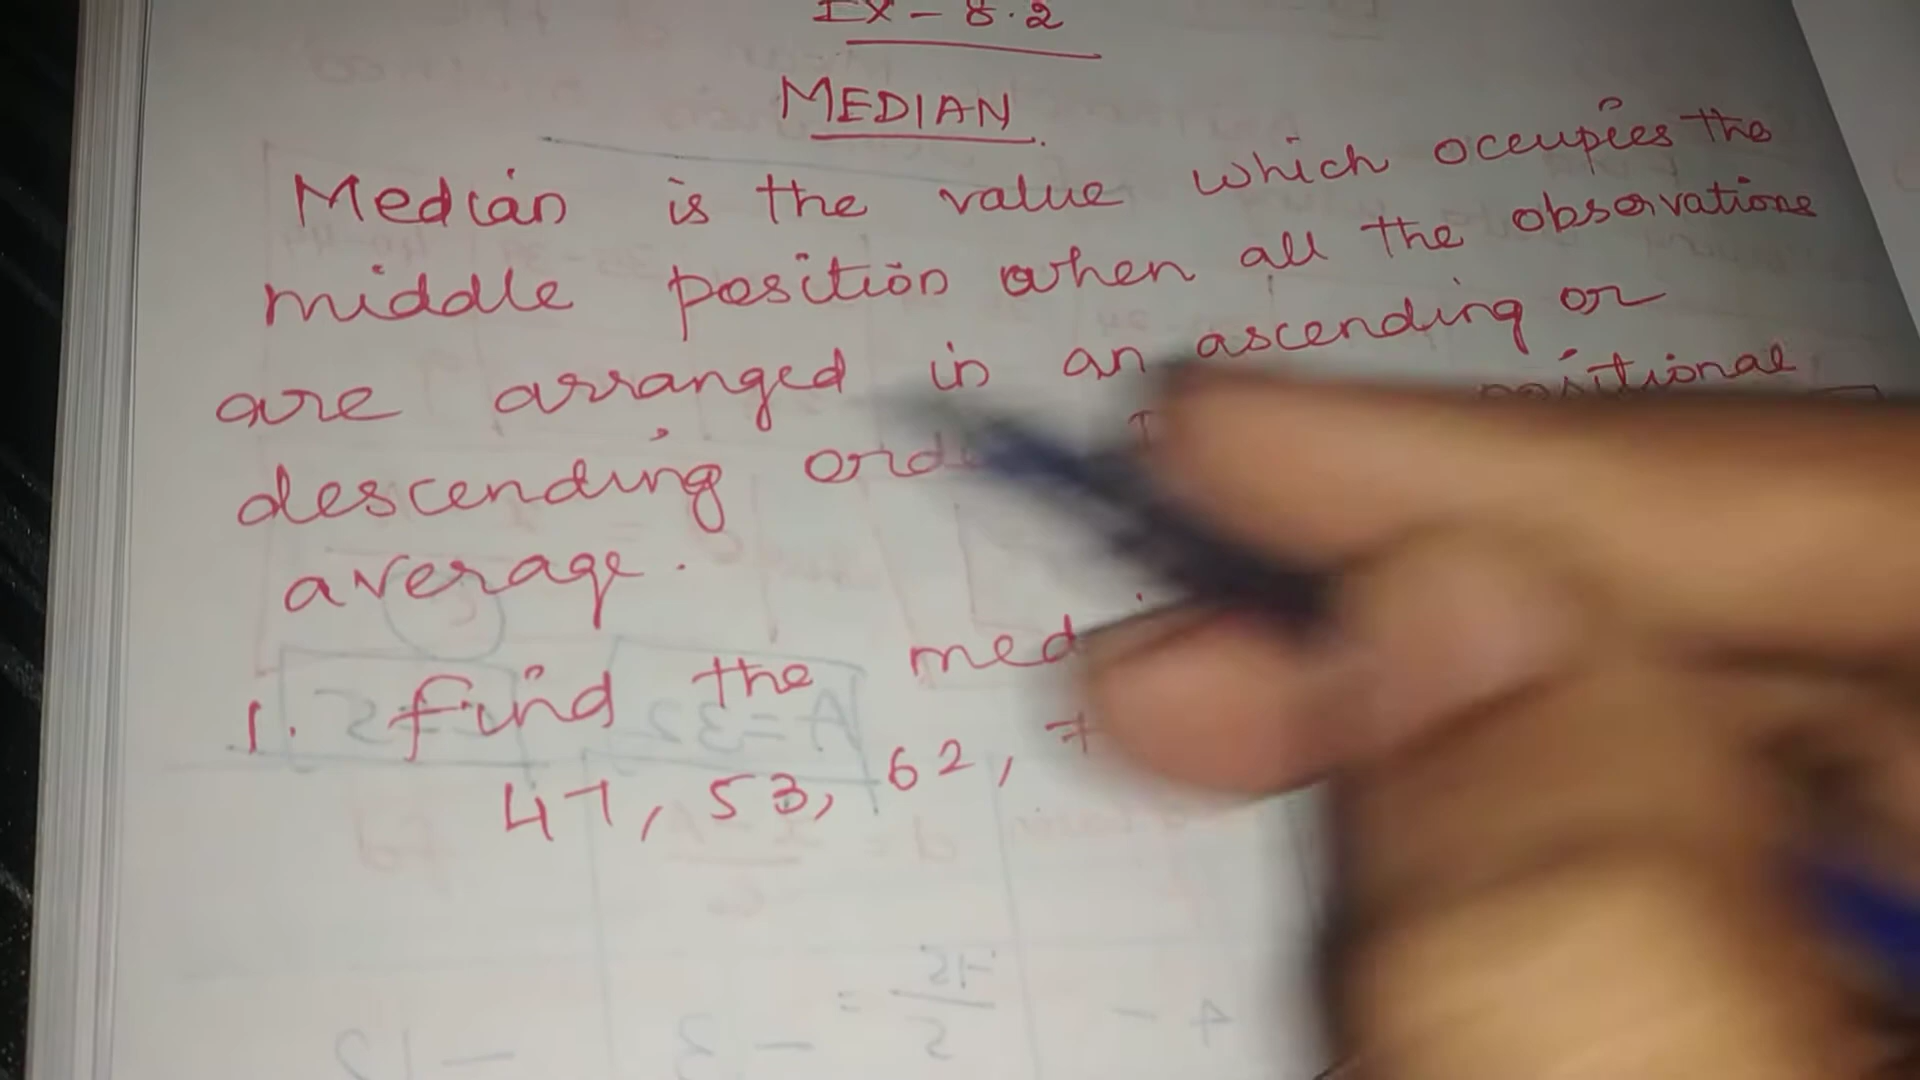 Ex - 8.2
MEDIAN
Median is the value which occupies the
middle position when all the observations
are arranged in an ascending or
descending positional
average.
1. find the
47, 53, 62,